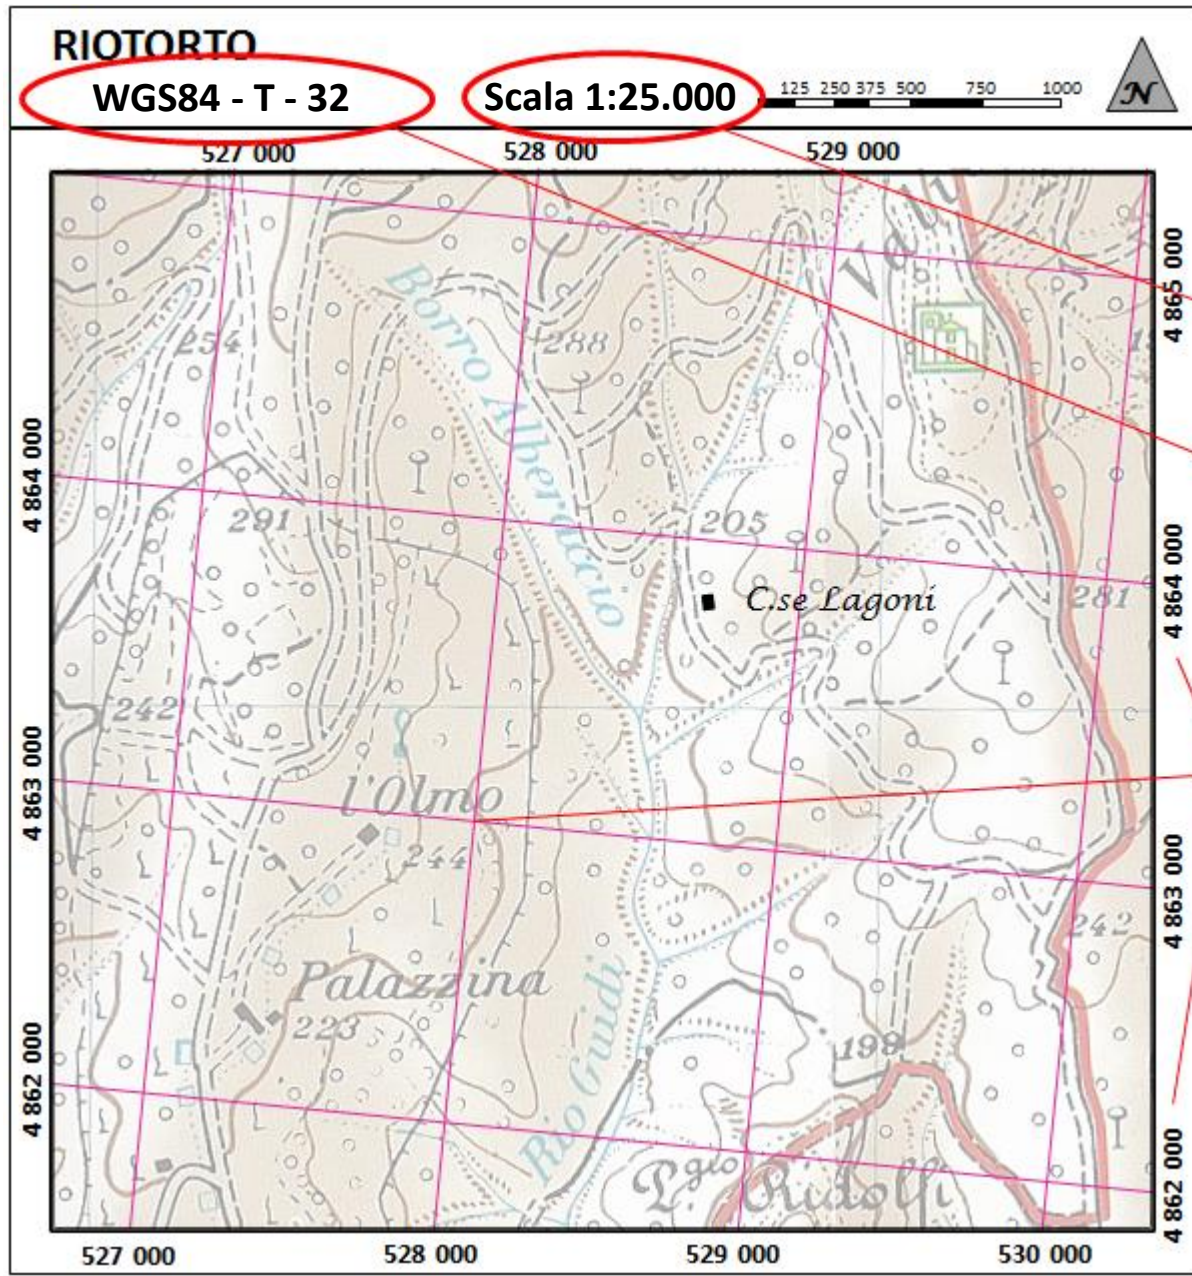 RIOTORTO
WGS84 - T - 32
Scala 1:25.000
125 250 375 500 750 1000
N
527 000 528 000 529 000
4 865 000
4 864 000
4 863 000
4 862 000
4 864 000
4 863 000
4 862 000
254
Borro Alberaccio
288
291
205
C.se Lagoni
281
242
l'Olmo
244
242
Palazzina
223
Rio Guidi
199
P.gio Ridolfi
527 000 528 000 529 000 530 000